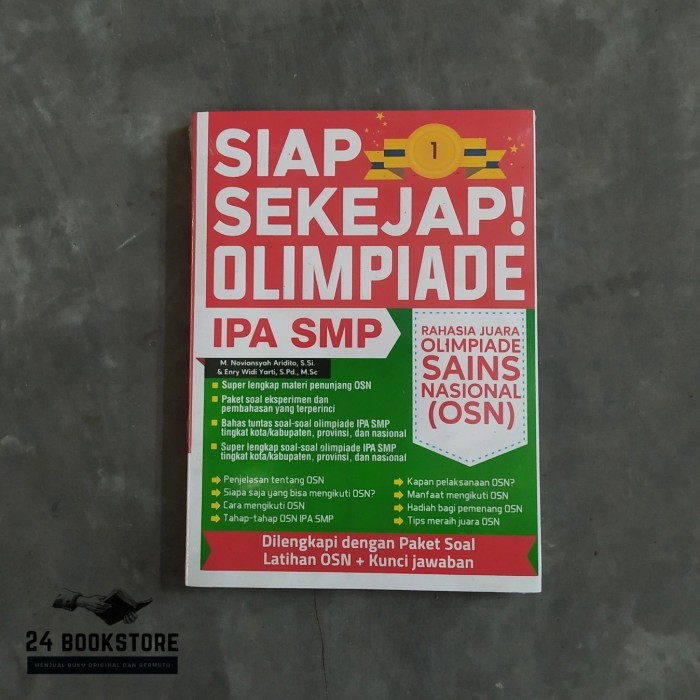 SIAP
1
SEKEJAP!
OLIMPIADE
IPA SMP
M. Noviansyah Aridito, S.Si.
& Enry Widi Yarti, S.Pd., M.Sc
RAHASIA JUARA
OLIMPIADE
SAINS
NASIONAL
(OSN)
Super lengkap materi penunjang OSN
Paket soal eksperimen dan
pembahasan yang terperinci
Bahas tuntas soal-soal olimpiade IPA SMP
tingkat kota/kabupaten, provinsi, dan nasional
Super lengkap soal-soal olimpiade IPA SMP
tingkat kota/kabupaten, provinsi, dan nasional
Penjelasan tentang OSN
Siapa saja yang bisa mengikuti OSN?
Cara mengikuti OSN
Tahap-tahap OSN IPA SMP
Kapan pelaksanaan OSN?
Manfaat mengikuti OSN
Hadiah bagi pemenang OSN
Tips meraih juara OSN
Dilengkapi dengan Paket Soal
Latihan OSN + Kunci jawaban
24 BOOKSTORE
MENJUAL BUKU ORIGINAL DAN BERMUTU